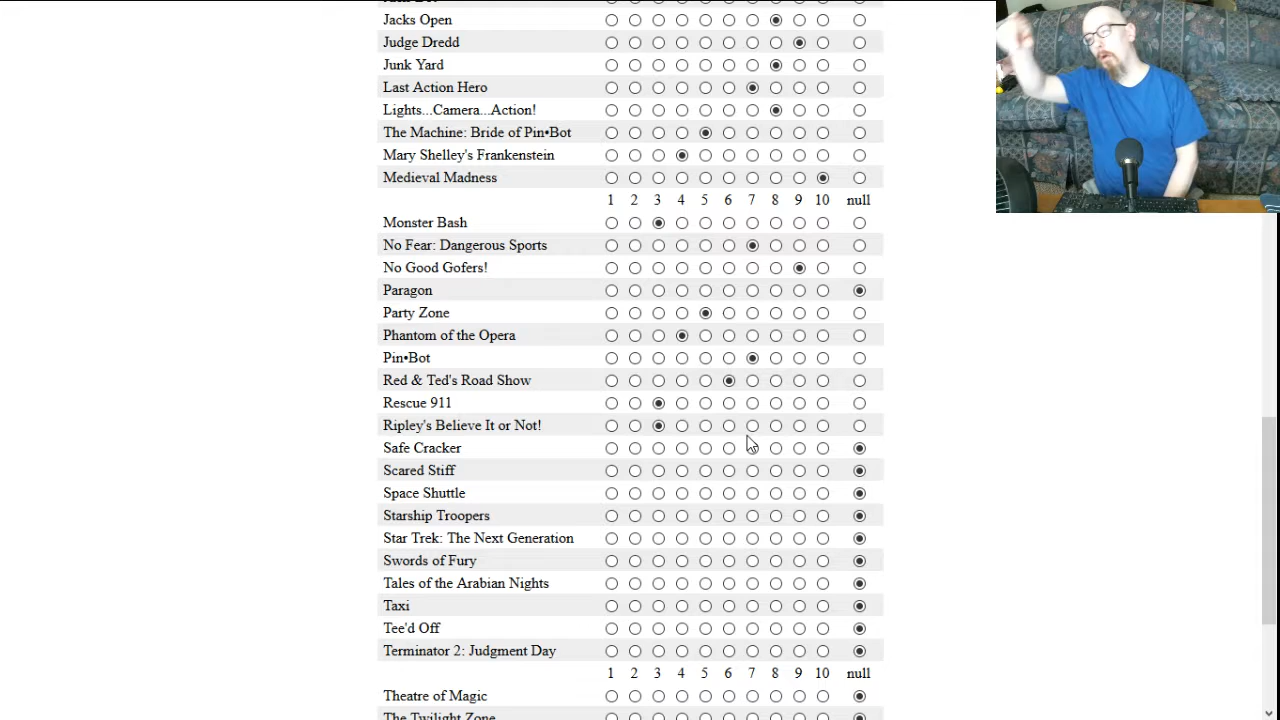 Jacks Open
Judge Dredd
Junk Yard
Last Action Hero
Lights...Camera...Action!
The Machine: Bride of Pin•Bot
Mary Shelley's Frankenstein
Medieval Madness
1 2 3 4 5 6 7 8 9 10 null
Monster Bash
No Fear: Dangerous Sports
No Good Gofers!
Paragon
Party Zone
Phantom of the Opera
Pin•Bot
Red & Ted's Road Show
Rescue 911
Ripley's Believe It or Not!
Safe Cracker
Scared Stiff
Space Shuttle
Starship Troopers
Star Trek: The Next Generation
Swords of Fury
Tales of the Arabian Nights
Taxi
Tee'd Off
Terminator 2: Judgment Day
1 2 3 4 5 6 7 8 9 10 null
Theatre of Magic
The Twilight Zone